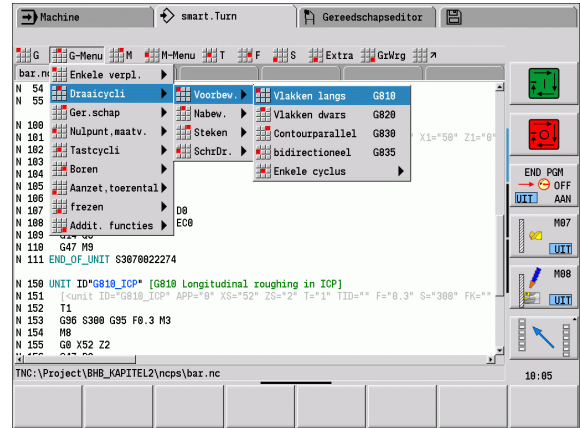 Machine
smart.Turn
Gereedschapseditor
G G-Menu M M-Menu T F S Extra GrWrg
bar.nc
Enkele verpl.
Draaicycli
Ger.schap
Nulpunt,maatv.
Tastcycli
Boren
Aanzet,toerental
frezen
Addit. functies
Voorbew.
Nabew.
Steken
SchrDr.
Vlakken langs G810
Vlakken dwars G820
Contourparallel G830
bidirectioneel G835
Enkele cyclus
N 54
N 55
N 100
N 101 X1="50" Z1="0"
N 102
N 103
N 104
N 105
N 106
N 107 D0
N 108 EC0
N 109 G14 Q0
N 110 G47 M9
N 111 END_OF_UNIT S3070022274
N 150 UNIT ID"G810_ICP" [G810 Longitudinal roughing in ICP]
N 151 [<unit ID="G810_ICP" APP="0" XS="52" ZS="2" T="1" TID="" F="0.3" S="300" FK=""
N 152 T1
N 153 G96 S300 G95 F0.3 M3
N 154 M8
N 155 G0 X52 Z2
TNC:\Project\BHB_KAPITEL2\ncps\bar.nc
1
0
END PGM
OFF
UIT AAN
M07
UIT
M08
UIT
10:05